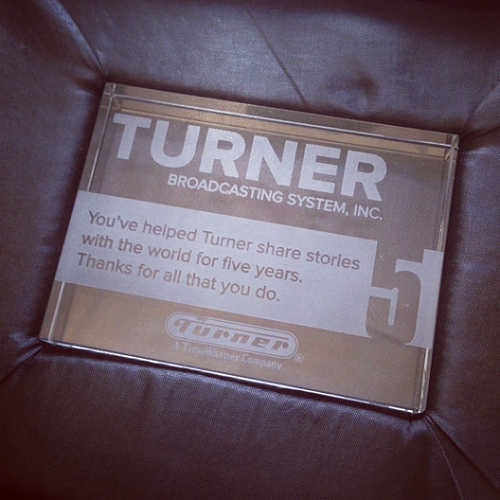 TURNER
BROADCASTING SYSTEM, INC.
You've helped Turner share stories
with the world for five years.
Thanks for all that you do.
5
Turner®
A TimeWarner Company